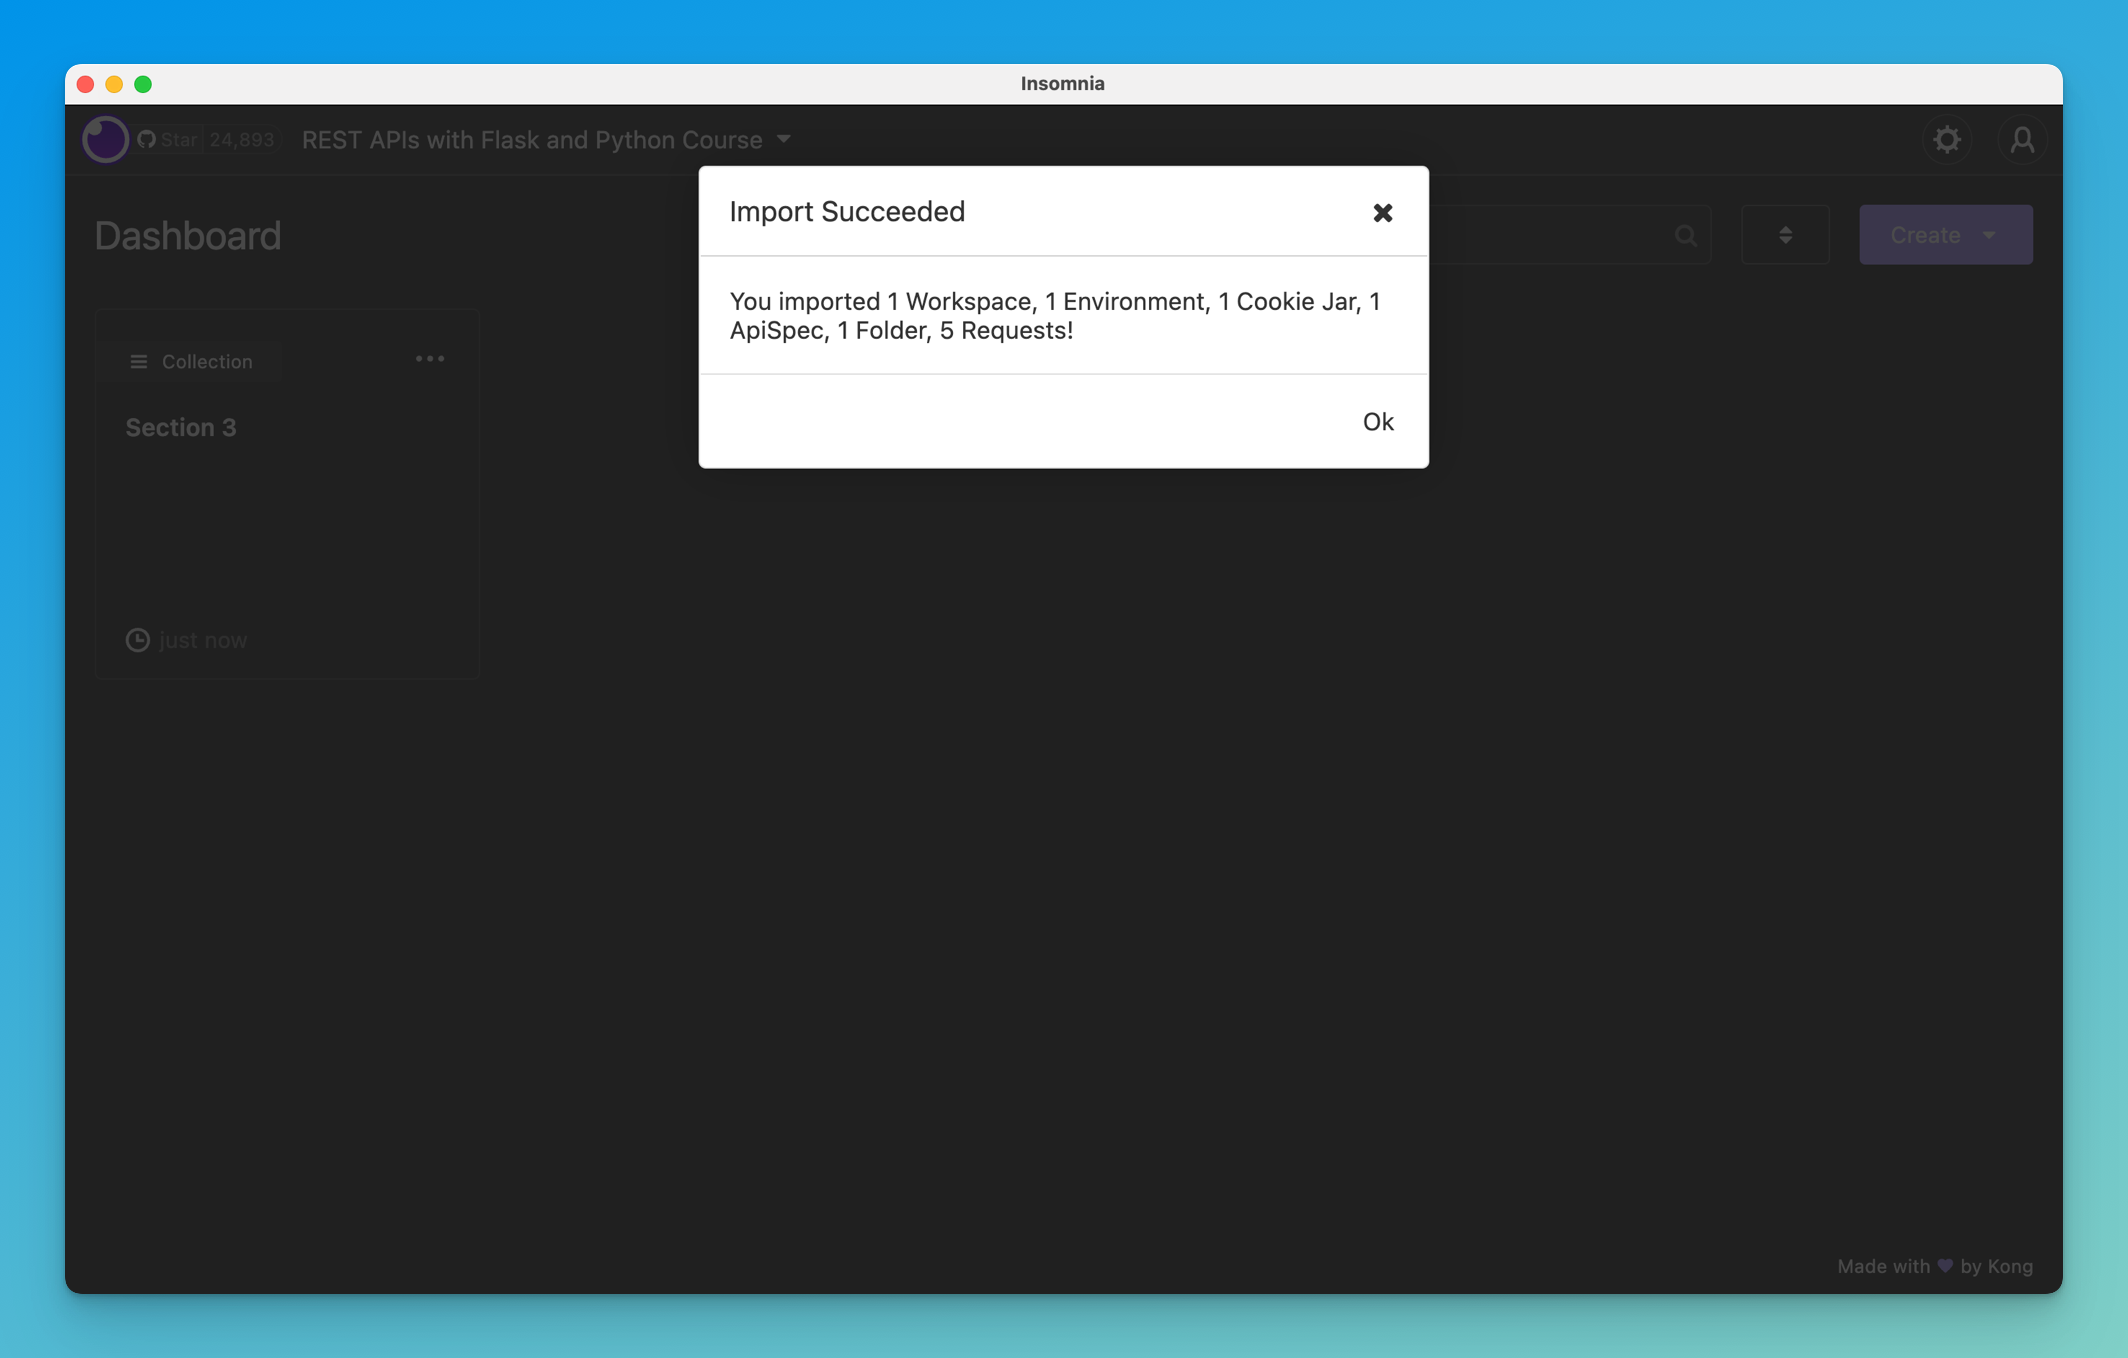 Insomnia
Star 24,893 REST APIs with Flask and Python Course
Import Succeeded
Dashboard
Create
You imported 1 Workspace, 1 Environment, 1 Cookie Jar, 1
ApiSpec, 1 Folder, 5 Requests!
Collection
Ok
Section 3
just now
Made with by Kong